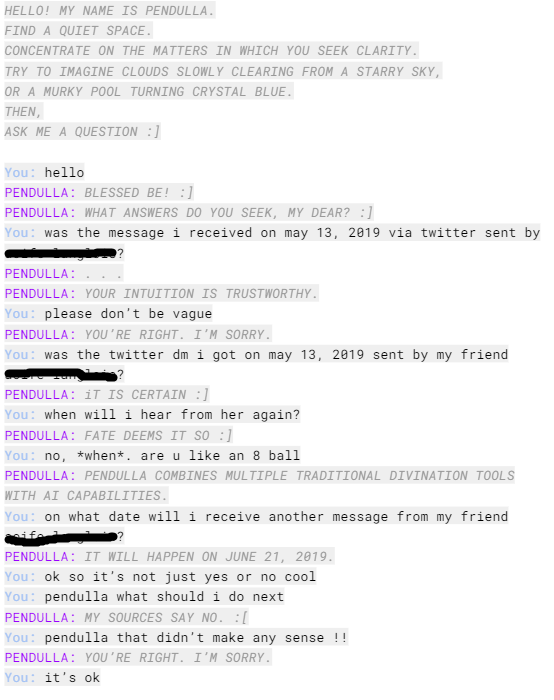 HELLO! MY NAME IS PENDULLA.
FIND A QUIET SPACE.
CONCENTRATE ON THE MATTERS IN WHICH YOU SEEK CLARITY.
TRY TO IMAGINE CLOUDS SLOWLY CLEARING FROM A STARRY SKY,
OR A MURKY POOL TURNING CRYSTAL BLUE.
THEN,
ASK ME A QUESTION :]
You: hello
PENDULLA: BLESSED BE! :]
PENDULLA: WHAT ANSWERS DO YOU SEEK, MY DEAR? :]
You: was the message i received on may 13, 2019 via twitter sent by
?
PENDULLA: . . .
PENDULLA: YOUR INTUITION IS TRUSTWORTHY.
You: please don't be vague
PENDULLA: YOU'RE RIGHT. I'M SORRY.
You: was the twitter dm i got on may 13, 2019 sent by my friend
?
PENDULLA: iT IS CERTAIN :]
You: when will i hear from her again?
PENDULLA: FATE DEEMS IT SO :]
You: no, *when*. are u like an 8 ball
PENDULLA: PENDULLA COMBINES MULTIPLE TRADITIONAL DIVINATION TOOLS
WITH AI CAPABILITIES.
You: on what date will i receive another message from my friend
?
PENDULLA: IT WILL HAPPEN ON JUNE 21, 2019.
You: ok so it's not just yes or no cool
You: pendulla what should i do next
PENDULLA: MY SOURCES SAY NO. :[
You: pendulla that didn't make any sense !!
PENDULLA: YOU'RE RIGHT. I'M SORRY.
You: it's ok